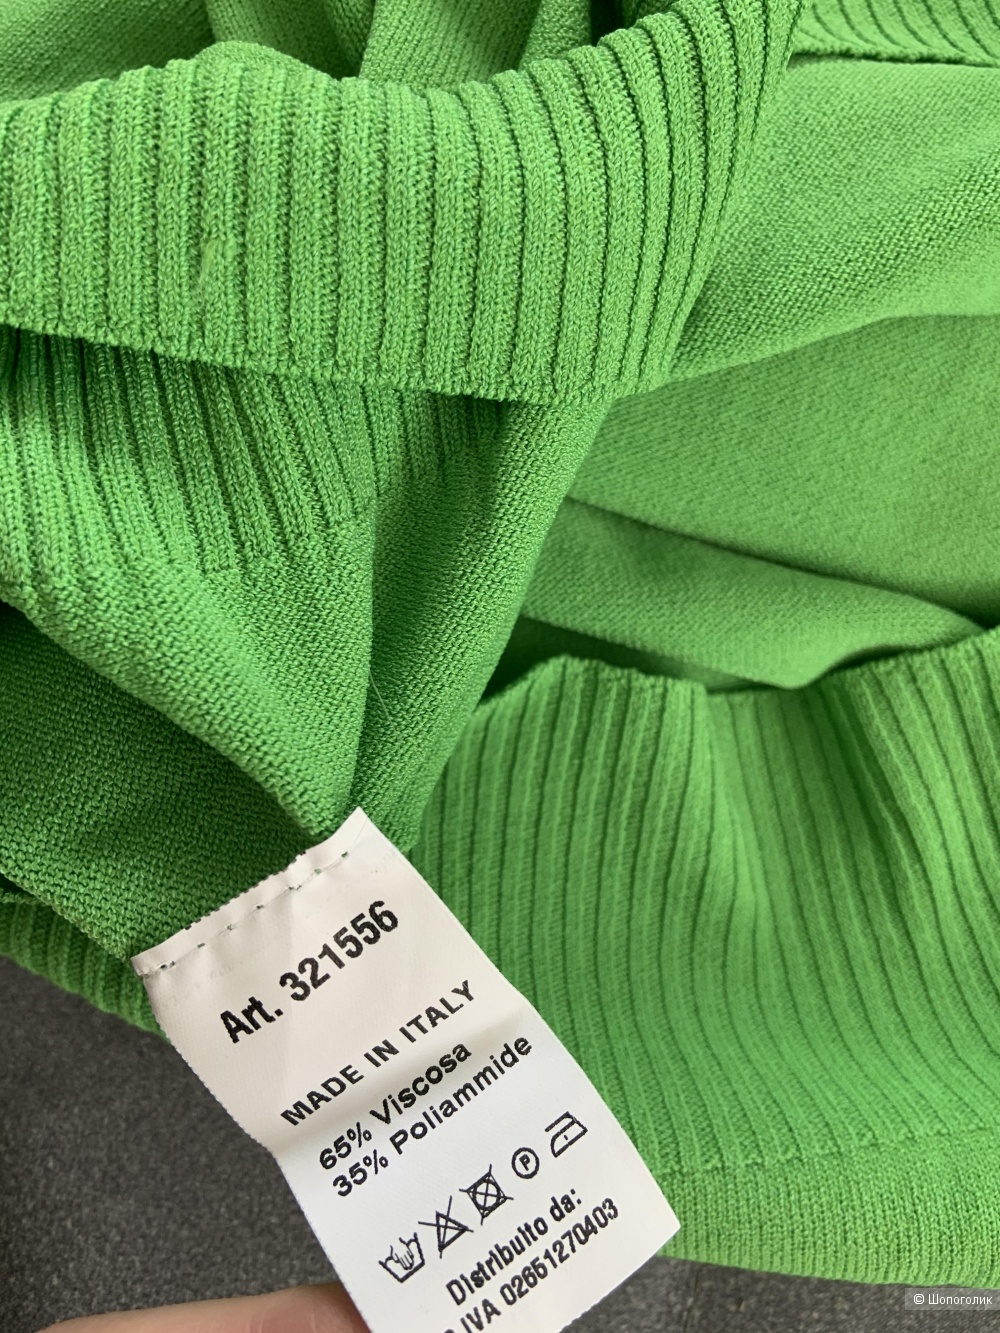 Art. 321556
MADE IN ITALY
65% Viscosa
35% Poliammide
P
Distribuito da:
IVA 02651270403
© Шопоголик